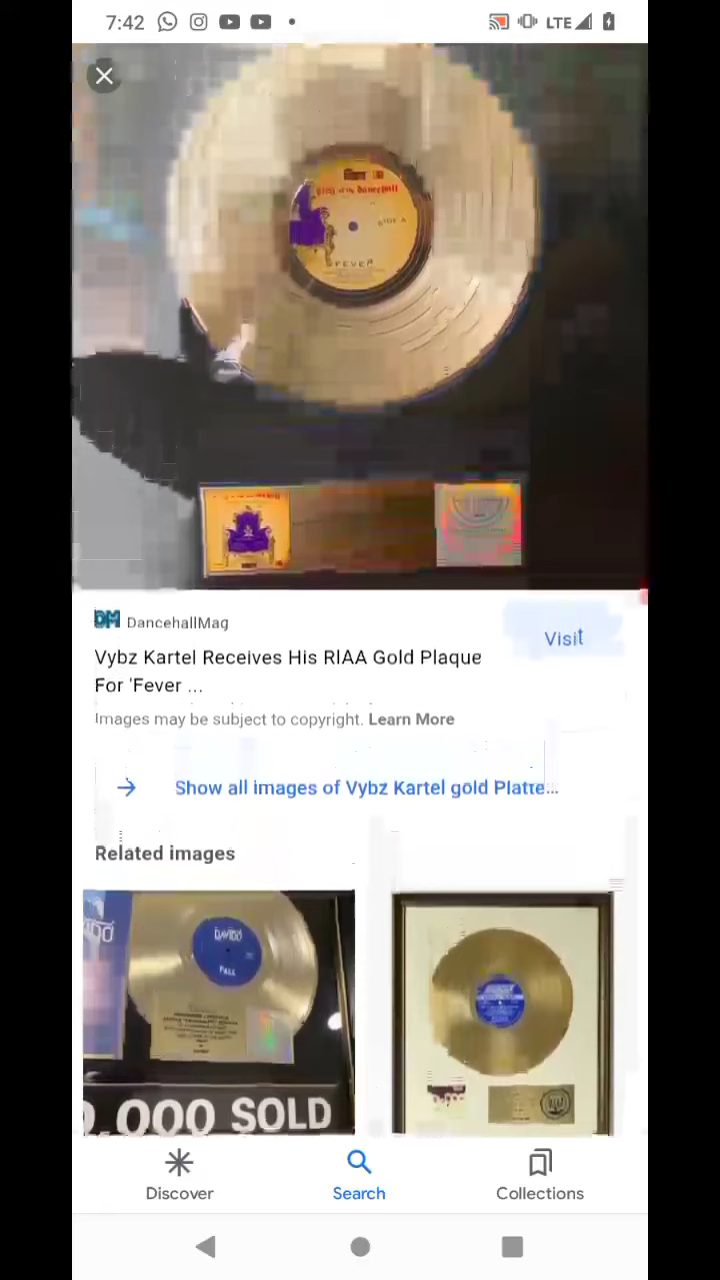 7:42
LTE
FEVER
DM DancehallMag
Visit
Vybz Kartel Receives His RIAA Gold Plaque
For 'Fever ...
Images may be subject to copyright. Learn More
→ Show all images of Vybz Kartel gold Platte...
Related images
DAVIDO
FALL
,000 SOLD
Discover
Search
Collections